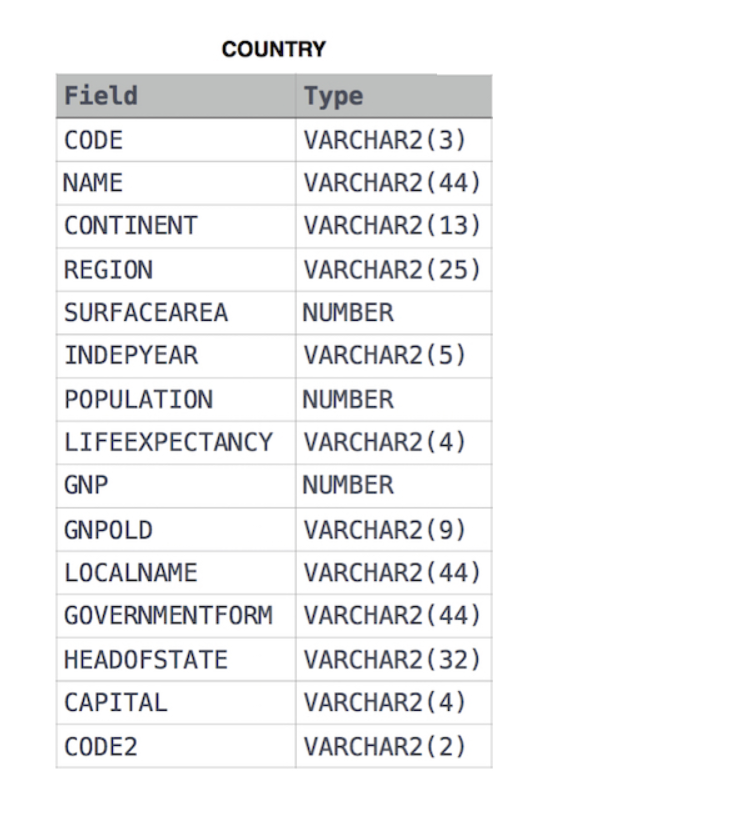 COUNTRY
Field Type
CODE VARCHAR2(3)
NAME VARCHAR2(44)
CONTINENT VARCHAR2(13)
REGION VARCHAR2(25)
SURFACEAREA NUMBER
INDEPYEAR VARCHAR2(5)
POPULATION NUMBER
LIFEEXPECTANCY VARCHAR2(4)
GNP NUMBER
GNPOLD VARCHAR2(9)
LOCALNAME VARCHAR2(44)
GOVERNMENTFORM VARCHAR2(44)
HEADOFSTATE VARCHAR2(32)
CAPITAL VARCHAR2(4)
CODE2 VARCHAR2(2)